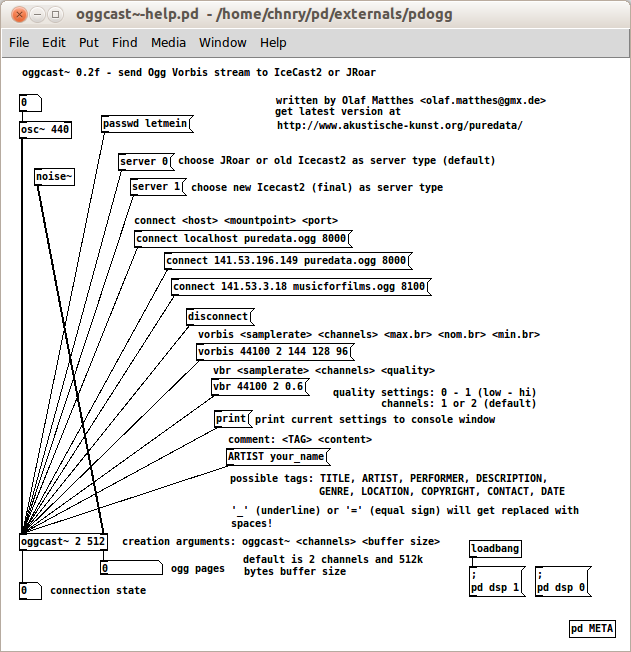 oggcast~-help.pd - /home/chnry/pd/externals/pdogg
File Edit Put Find Media Window Help
oggcast~ 0.2f - send Ogg Vorbis stream to IceCast2 or JRoar
0
written by Olaf Matthes <olaf.matthes@gmx.de>
get latest version at
http://www.akustische-kunst.org/puredata/
osc~ 440
passwd letmein
server 0
choose JRoar or old Icecast2 as server type (default)
noise~
server 1
choose new Icecast2 (final) as server type
connect <host> <mountpoint> <port>
connect localhost puredata.ogg 8000
connect 141.53.196.149 puredata.ogg 8000
connect 141.53.3.18 musicforfilms.ogg 8100
disconnect
vorbis <samplerate> <channels> <max.br> <nom.br> <min.br>
vorbis 44100 2 144 128 96
vbr <samplerate> <channels> <quality>
vbr 44100 2 0.6
quality settings: 0 - 1 (low - hi)
channels: 1 or 2 (default)
print
print current settings to console window
comment: <TAG> <content>
ARTIST your_name
possible tags: TITLE, ARTIST, PERFORMER, DESCRIPTION,
GENRE, LOCATION, COPYRIGHT, CONTACT, DATE
'_' (underline) or '=' (equal sign) will get replaced with
spaces!
oggcast~ 2 512
creation arguments: oggcast~ <channels> <buffer size>
default is 2 channels and 512k
bytes buffer size
0
ogg pages
loadbang
0
connection state
;
pd dsp 1
;
pd dsp 0
pd META